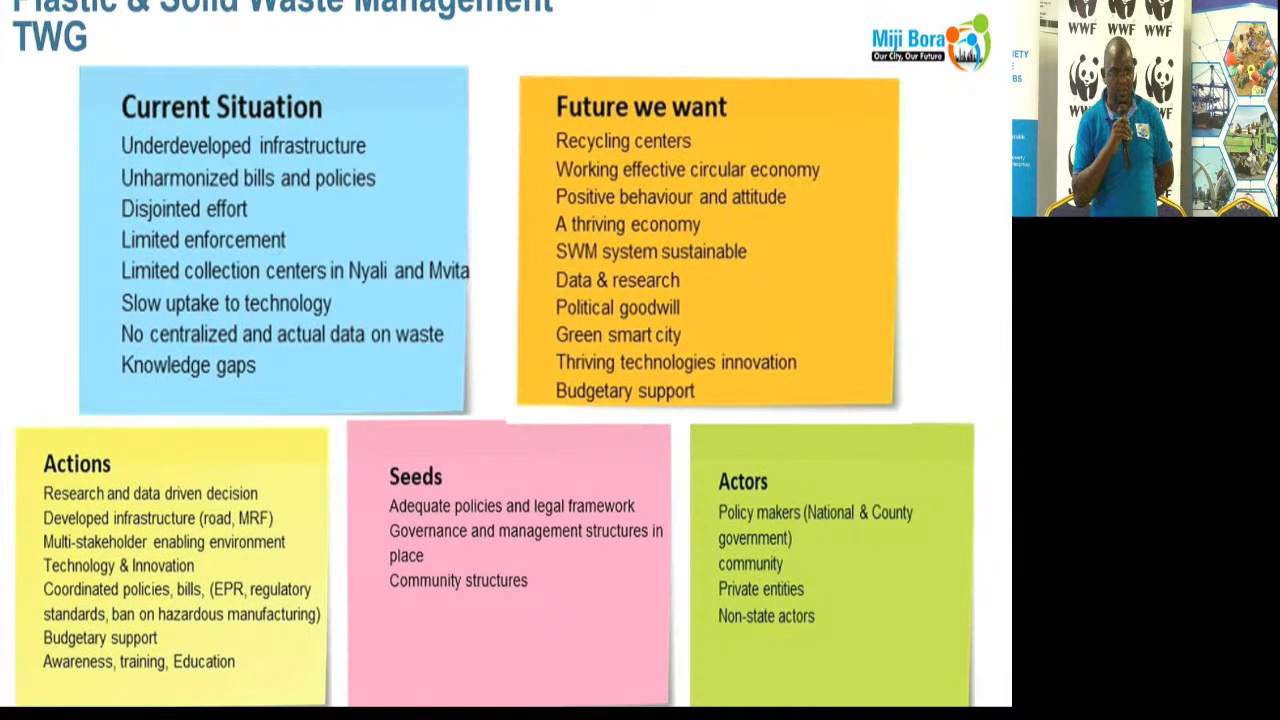 Plastic & Solid Waste Management
TWG
Miji Bora
Our City, Our Future
Current Situation
Underdeveloped infrastructure
Unharmonized bills and policies
Disjointed effort
Limited enforcement
Limited collection centers in Nyali and Mvita
Slow uptake to technology
No centralized and actual data on waste
Knowledge gaps
Future we want
Recycling centers
Working effective circular economy
Positive behaviour and attitude
A thriving economy
SWM system sustainable
Data & research
Political goodwill
Green smart city
Thriving technologies innovation
Budgetary support
Actions
Research and data driven decision
Developed infrastructure (road, MRF)
Multi-stakeholder enabling environment
Technology & Innovation
Coordinated policies, bills, (EPR, regulatory
standards, ban on hazardous manufacturing)
Budgetary support
Awareness, training, Education
Seeds
Adequate policies and legal framework
Governance and management structures in
place
Community structures
Actors
Policy makers (National & County
government)
community
Private entities
Non-state actors
WWF WWF WWF
WWF
WWF